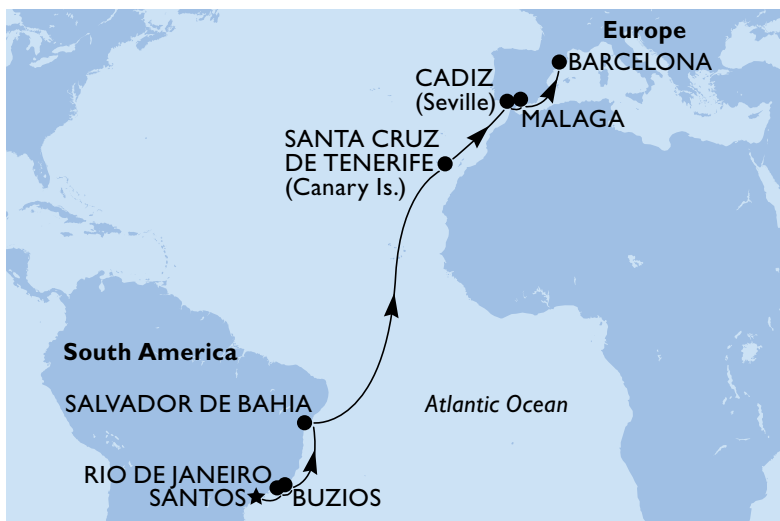 Europe
BARCELONA
CADIZ
(Seville)
MALAGA
SANTA CRUZ
DE TENERIFE
(Canary Is.)
South America
SALVADOR DE BAHIA
Atlantic Ocean
RIO DE JANEIRO
SANTOS
BUZIOS